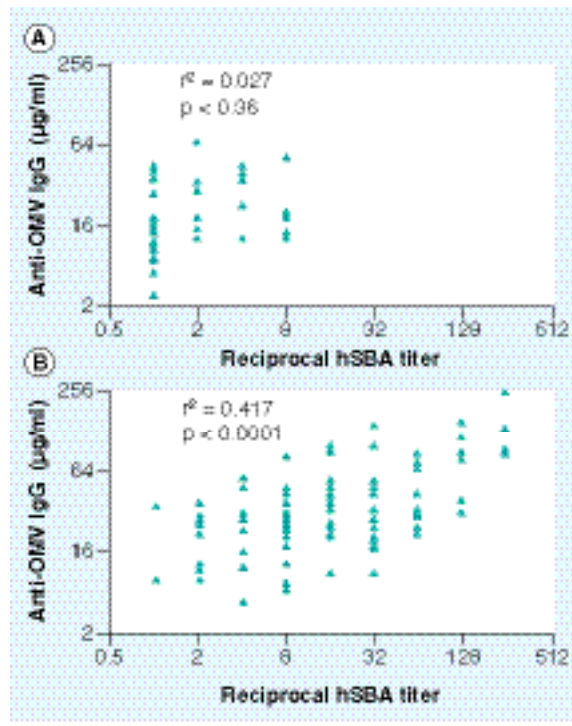 A
256
r² = 0.027
p < 0.36
64
16
2
Anti-OMV IgG (µg/ml)
0.5 2 8 32 128 512
Reciprocal hSBA titer
B
256
r² = 0.417
p < 0.0001
64
16
2
Anti-OMV IgG (µg/ml)
0.5 2 8 32 128 512
Reciprocal hSBA titer